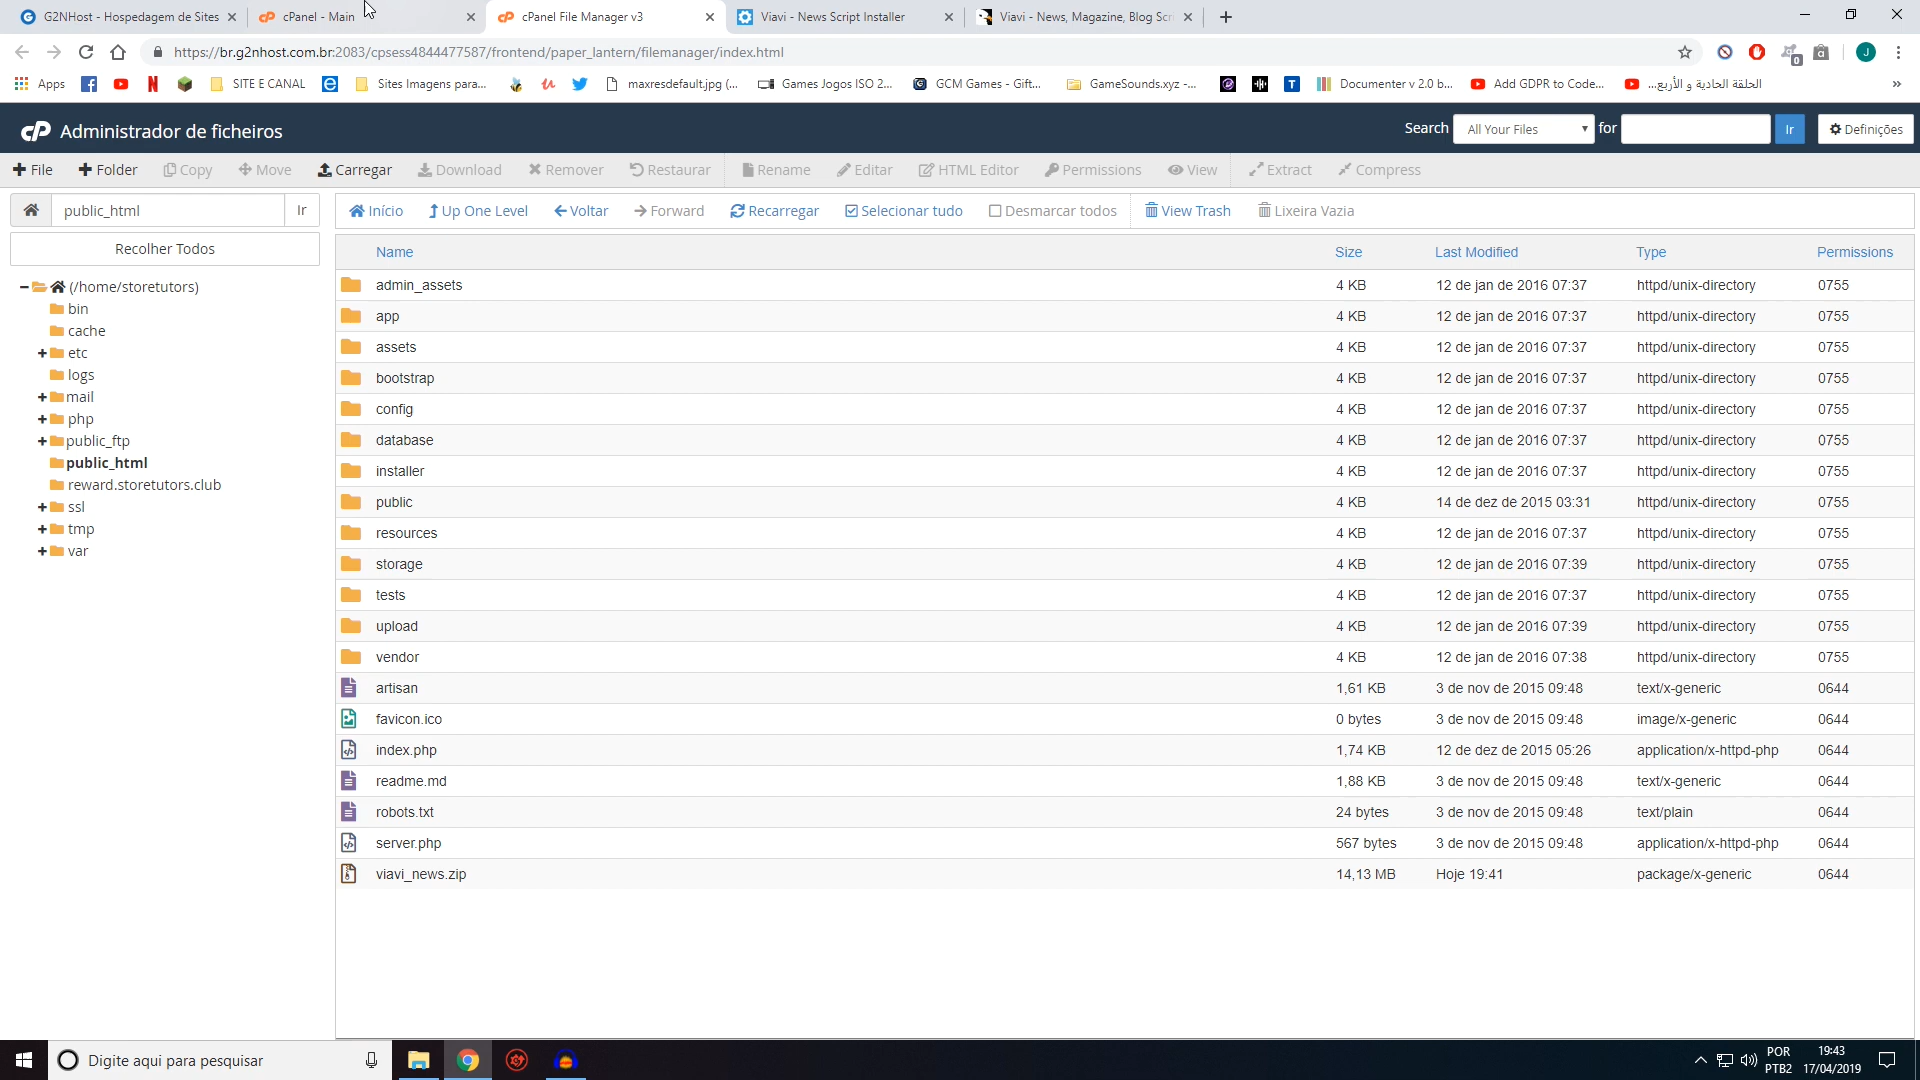 G2NHost - Hospedagem de Sites
cPanel - Main
cPanel File Manager v3
Viavi - News Script Installer
Viavi - News, Magazine, Blog Scr
https://br.g2nhost.com.br:2083/cpsess4844477587/frontend/paper_lantern/filemanager/index.html
0
J
Apps
SITE E CANAL
Sites Imagens para...
maxresdefault.jpg (...
Games Jogos ISO 2...
GCM Games - Gift...
GameSounds.xyz -...
Documenter v 2.0 b...
Add GDPR to Code...
الحلقة الحادية و الأربع...
»
cP Administrador de ficheiros
Search
All Your Files
for
Ir
Definições
File
Folder
Copy
Move
Carregar
Download
Remover
Restaurar
Rename
Editar
HTML Editor
Permissions
View
Extract
Compress
public_html
Ir
Início
Up One Level
Voltar
Forward
Recarregar
Selecionar tudo
Desmarcar todos
View Trash
Lixeira Vazia
Recolher Todos
(/home/storetutors)
bin
cache
etc
logs
mail
php
public_ftp
public_html
reward.storetutors.club
ssl
tmp
var
Name Size Last Modified Type Permissions
admin_assets 4 KB 12 de jan de 2016 07:37 httpd/unix-directory 0755
app 4 KB 12 de jan de 2016 07:37 httpd/unix-directory 0755
assets 4 KB 12 de jan de 2016 07:37 httpd/unix-directory 0755
bootstrap 4 KB 12 de jan de 2016 07:37 httpd/unix-directory 0755
config 4 KB 12 de jan de 2016 07:37 httpd/unix-directory 0755
database 4 KB 12 de jan de 2016 07:37 httpd/unix-directory 0755
installer 4 KB 12 de jan de 2016 07:37 httpd/unix-directory 0755
public 4 KB 14 de dez de 2015 03:31 httpd/unix-directory 0755
resources 4 KB 12 de jan de 2016 07:37 httpd/unix-directory 0755
storage 4 KB 12 de jan de 2016 07:39 httpd/unix-directory 0755
tests 4 KB 12 de jan de 2016 07:37 httpd/unix-directory 0755
upload 4 KB 12 de jan de 2016 07:39 httpd/unix-directory 0755
vendor 4 KB 12 de jan de 2016 07:38 httpd/unix-directory 0755
artisan 1,61 KB 3 de nov de 2015 09:48 text/x-generic 0644
favicon.ico 0 bytes 3 de nov de 2015 09:48 image/x-generic 0644
index.php 1,74 KB 12 de dez de 2015 05:26 application/x-httpd-php 0644
readme.md 1,88 KB 3 de nov de 2015 09:48 text/x-generic 0644
robots.txt 24 bytes 3 de nov de 2015 09:48 text/plain 0644
server.php 567 bytes 3 de nov de 2015 09:48 application/x-httpd-php 0644
viavi_news.zip 14,13 MB Hoje 19:41 package/x-generic 0644
Digite aqui para pesquisar
POR
PTB2
19:43
17/04/2019